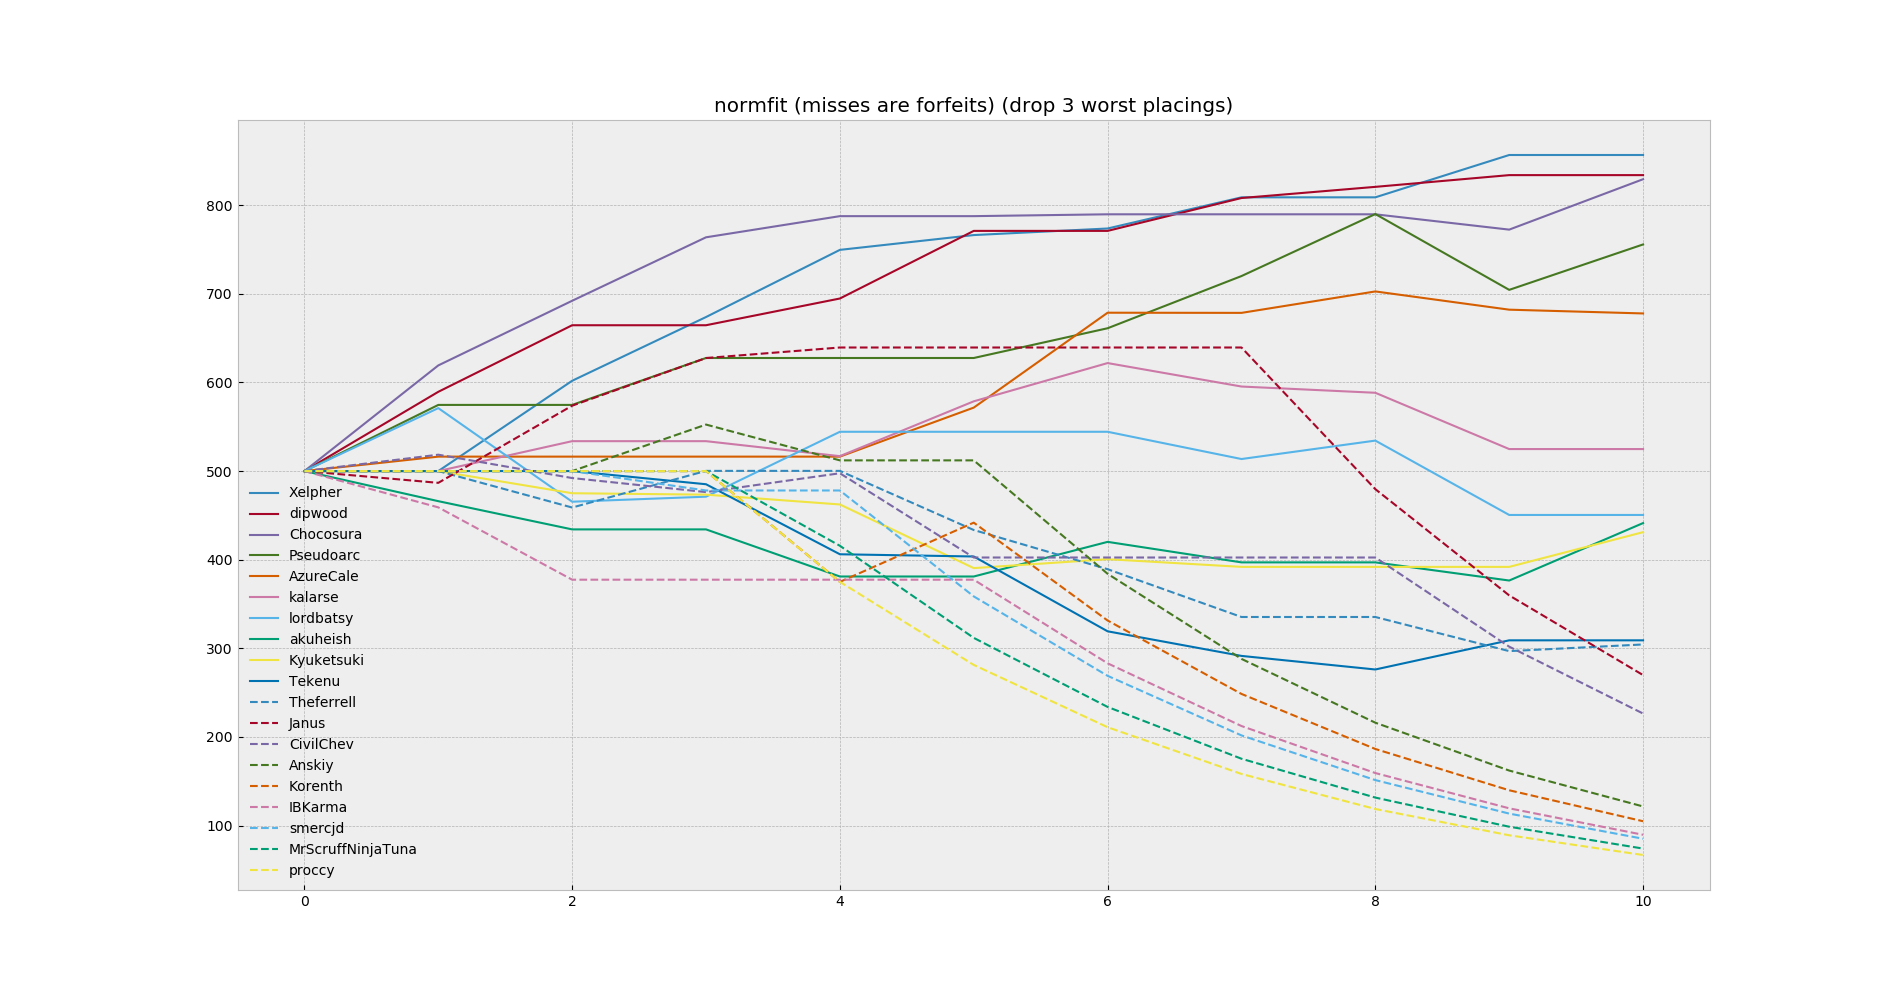 normfit (misses are forfeits) (drop 3 worst placings)
800
700
600
500
400
300
200
100
Xelpher
dipwood
Chocosura
Pseudoarc
AzureCale
kalarse
lordbatsy
akuheish
Kyuketsuki
Tekenu
Theferrell
Janus
CivilChev
Anskiy
Korenth
IBKarma
smercjd
MrScruffNinjaTuna
proccy
0 2 4 6 8 10